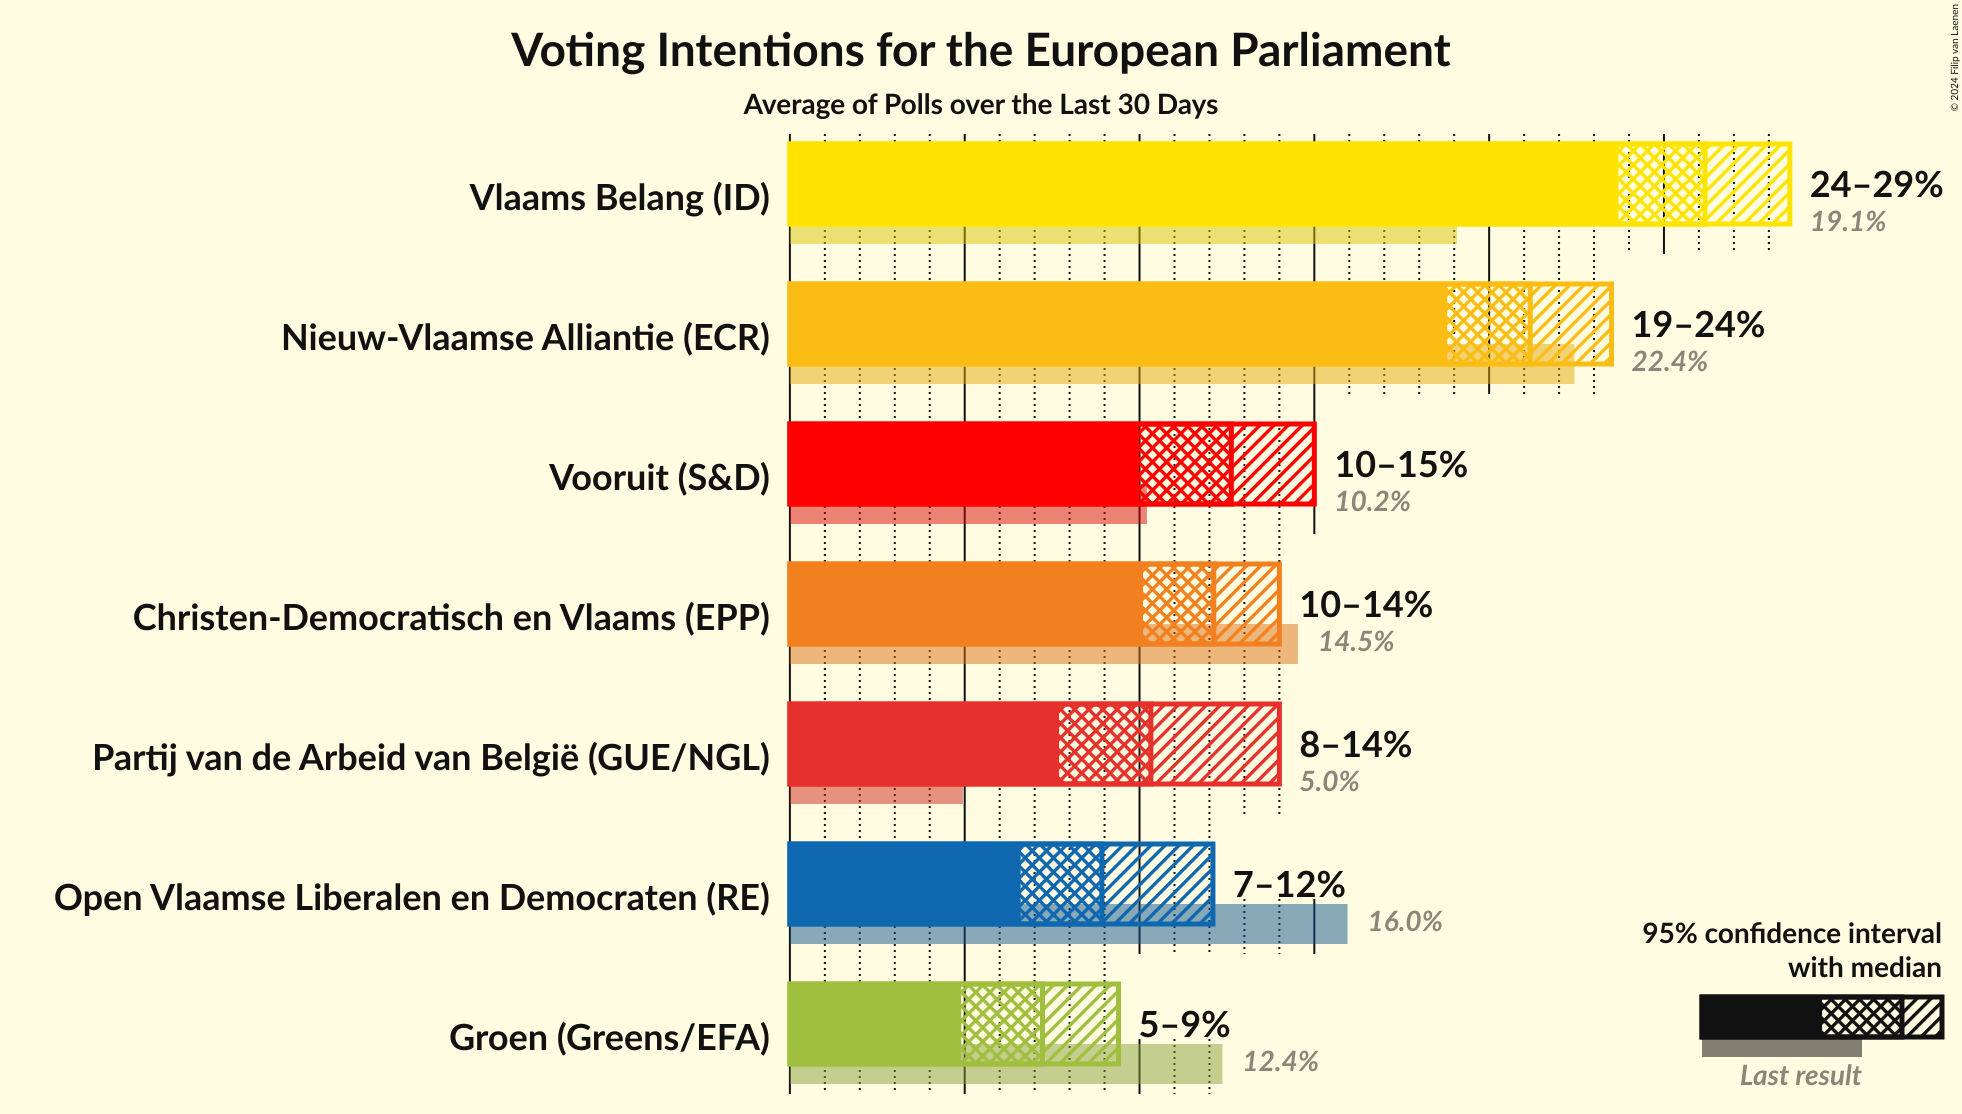 Voting Intentions for the European Parliament
Average of Polls over the Last 30 Days
© 2024 Filip van Laenen
Vlaams Belang (ID)
24–29%
19.1%
Nieuw-Vlaamse Alliantie (ECR)
19–24%
22.4%
Vooruit (S&D)
10–15%
10.2%
Christen-Democratisch en Vlaams (EPP)
10–14%
14.5%
Partij van de Arbeid van België (GUE/NGL)
8–14%
5.0%
Open Vlaamse Liberalen en Democraten (RE)
7–12%
16.0%
Groen (Greens/EFA)
5–9%
12.4%
95% confidence interval
with median
Last result